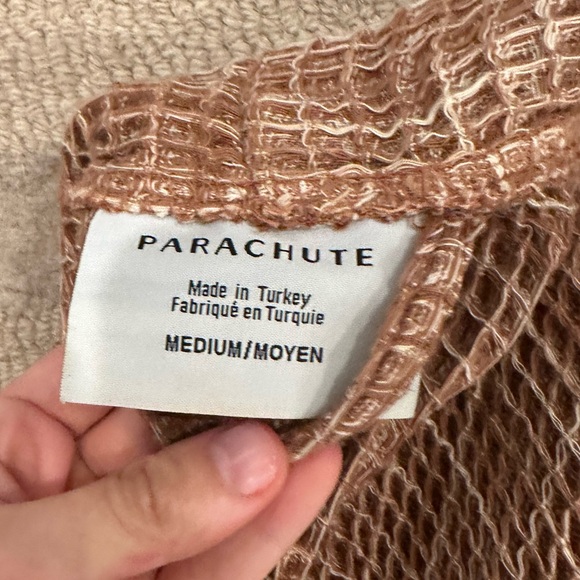 PARACHUTE
Made in Turkey
Fabriqué en Turquie
MEDIUM/MOYEN